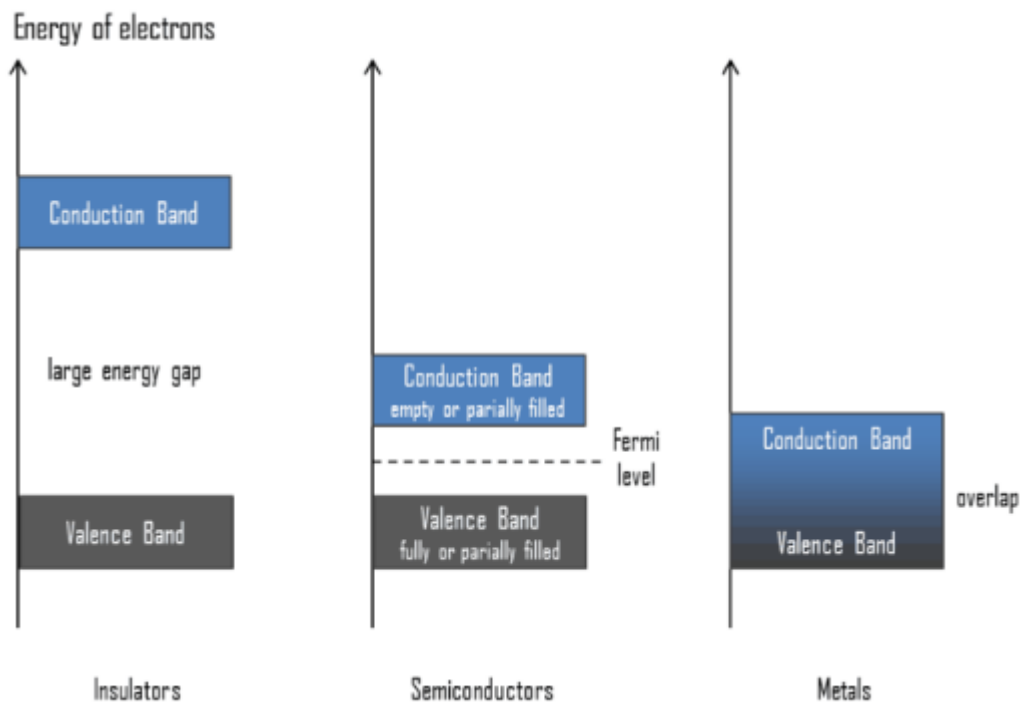 Energy of electrons
Conduction Band
large energy gap
Valence Band
Insulators
Conduction Band
empty or parially filled
Fermi
level
Valence Band
fully or parially filled
Semiconductors
Conduction Band
Valence Band
overlap
Metals